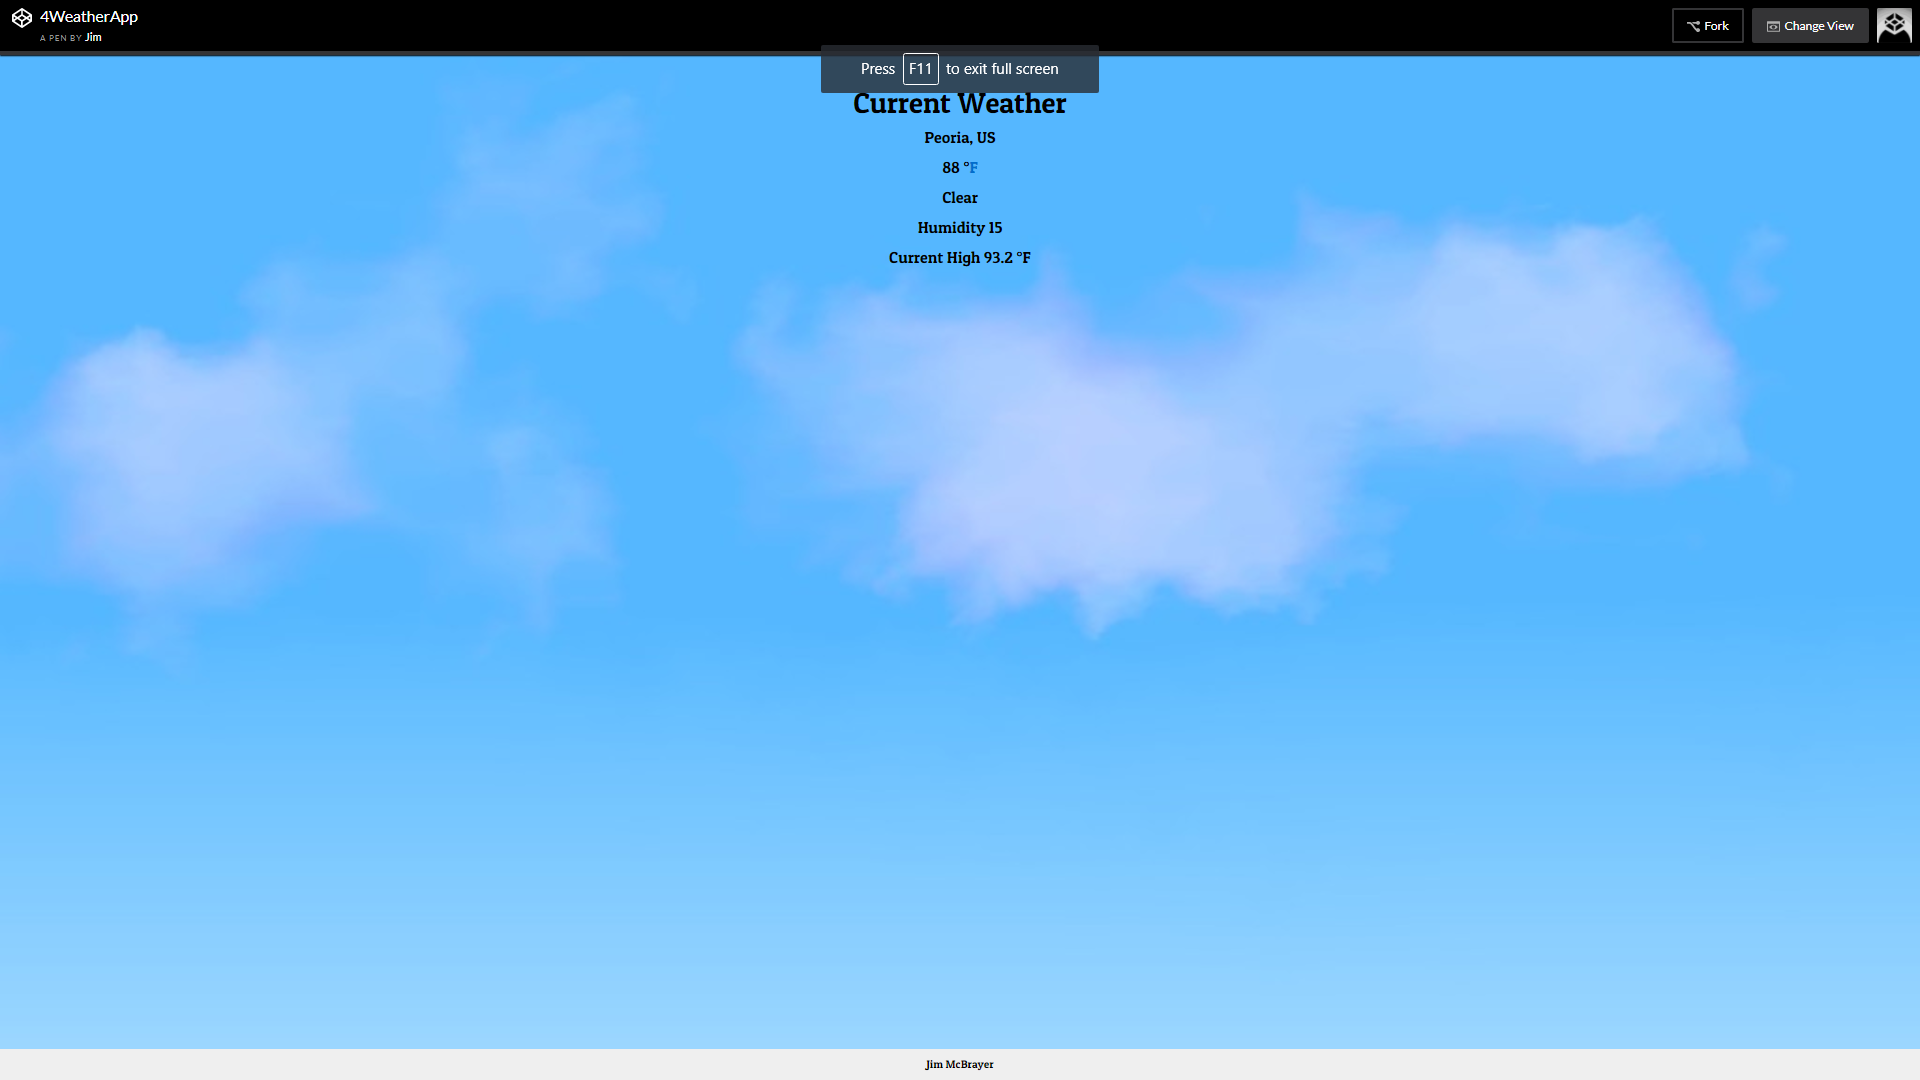 4WeatherApp
A PEN BY Jim
Fork
Change View
Press F11 to exit full screen
Current Weather
Peoria, US
88 °F
Clear
Humidity 15
Current High 93.2 °F
Jim McBrayer